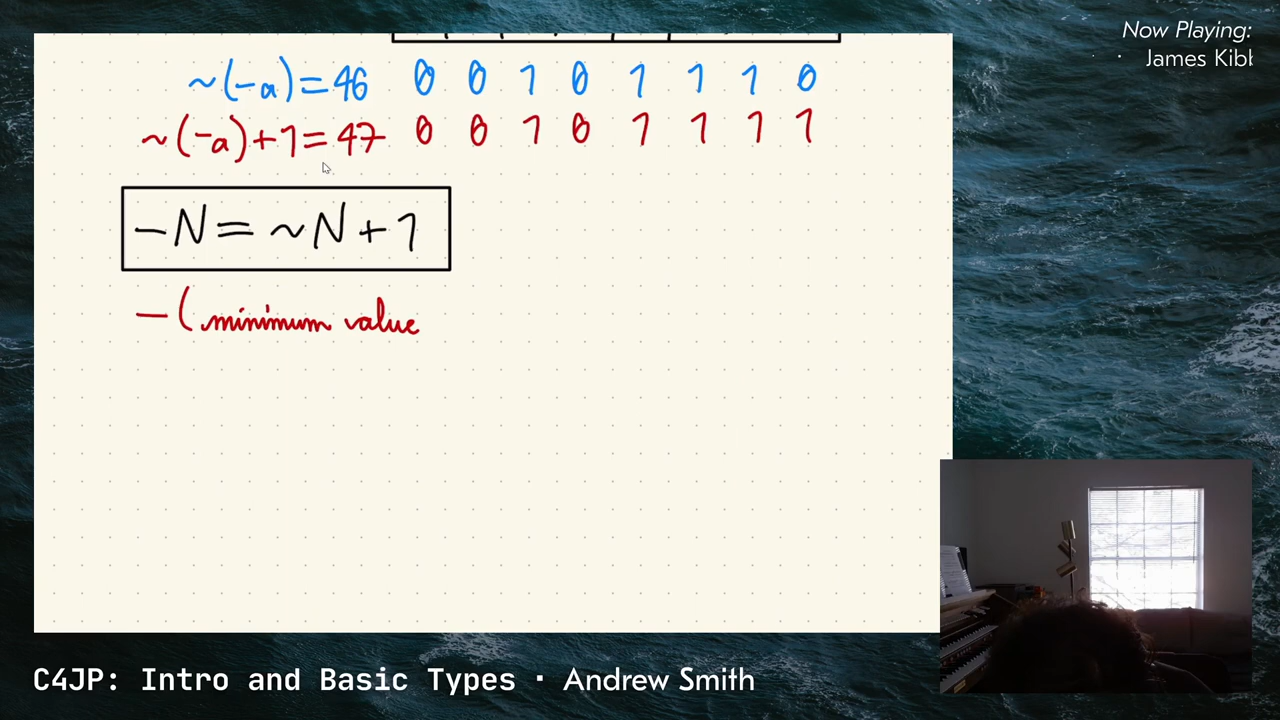 Now Playing:
· James Kibl
~(-a)=46 0 0 1 0 1 1 1 0
~(-a)+1=47 0 0 1 0 1 1 1 1
-N=~N+1
-(minimum value
C4JP: Intro and Basic Types · Andrew Smith